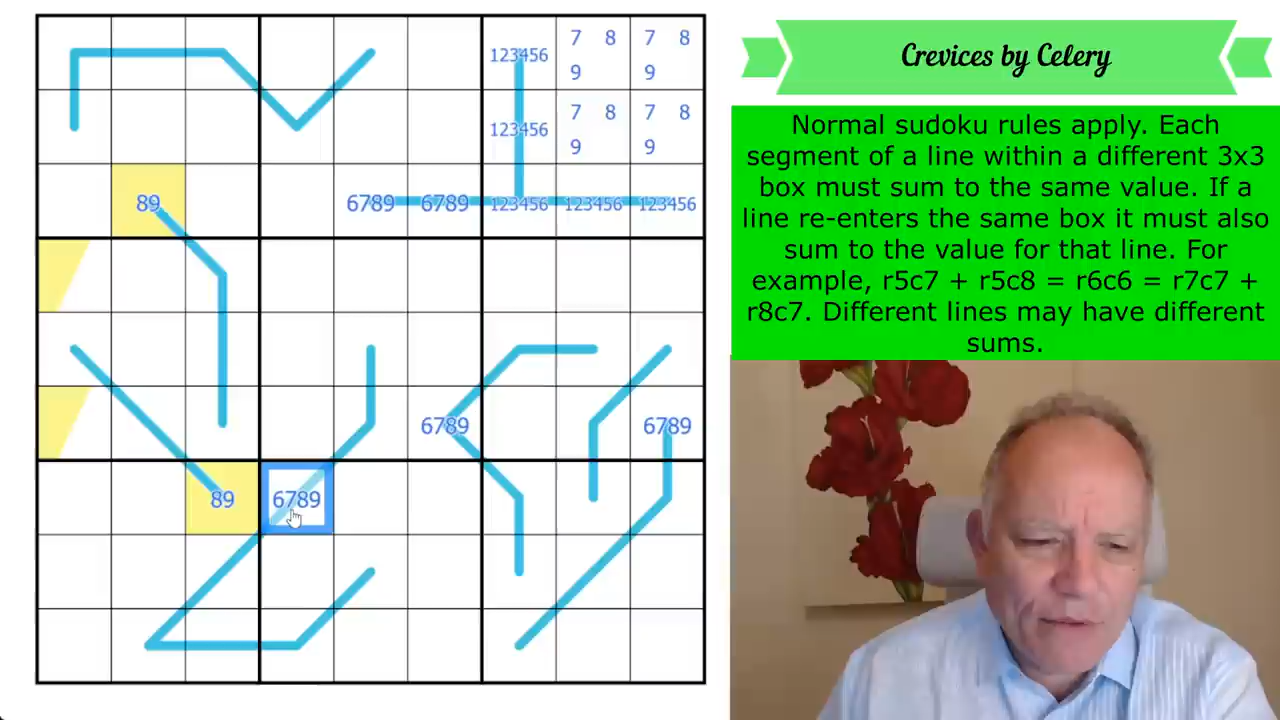 Crevices by Celery
Normal sudoku rules apply. Each
segment of a line within a different 3x3
box must sum to the same value. If a
line re-enters the same box it must also
sum to the value for that line. For
example, r5c7 + r5c8 = r6c6 = r7c7 +
r8c7. Different lines may have different
sums.
123456 7 8 9 7 8 9
123456 7 8 9 7 8 9
89 6789 6789 123456 123456 123456
6789 6789
89 6789